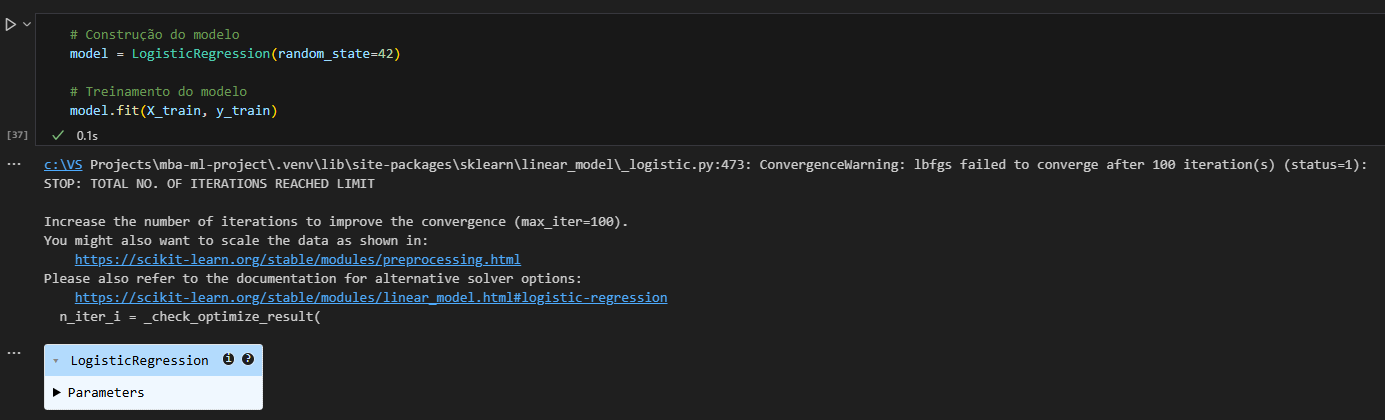 # Construção do modelo
model = LogisticRegression(random_state=42)
# Treinamento do modelo
model.fit(X_train, y_train)
[37]
0.1s
c:\VS Projects\mba-ml-project\.venv\lib\site-packages\sklearn\linear_model\_logistic.py:473: ConvergenceWarning: lbfgs failed to converge after 100 iteration(s) (status=1):
STOP: TOTAL NO. OF ITERATIONS REACHED LIMIT
Increase the number of iterations to improve the convergence (max_iter=100).
You might also want to scale the data as shown in:
https://scikit-learn.org/stable/modules/preprocessing.html
Please also refer to the documentation for alternative solver options:
https://scikit-learn.org/stable/modules/linear_model.html#logistic-regression
n_iter_i = _check_optimize_result(
LogisticRegression i ?
Parameters